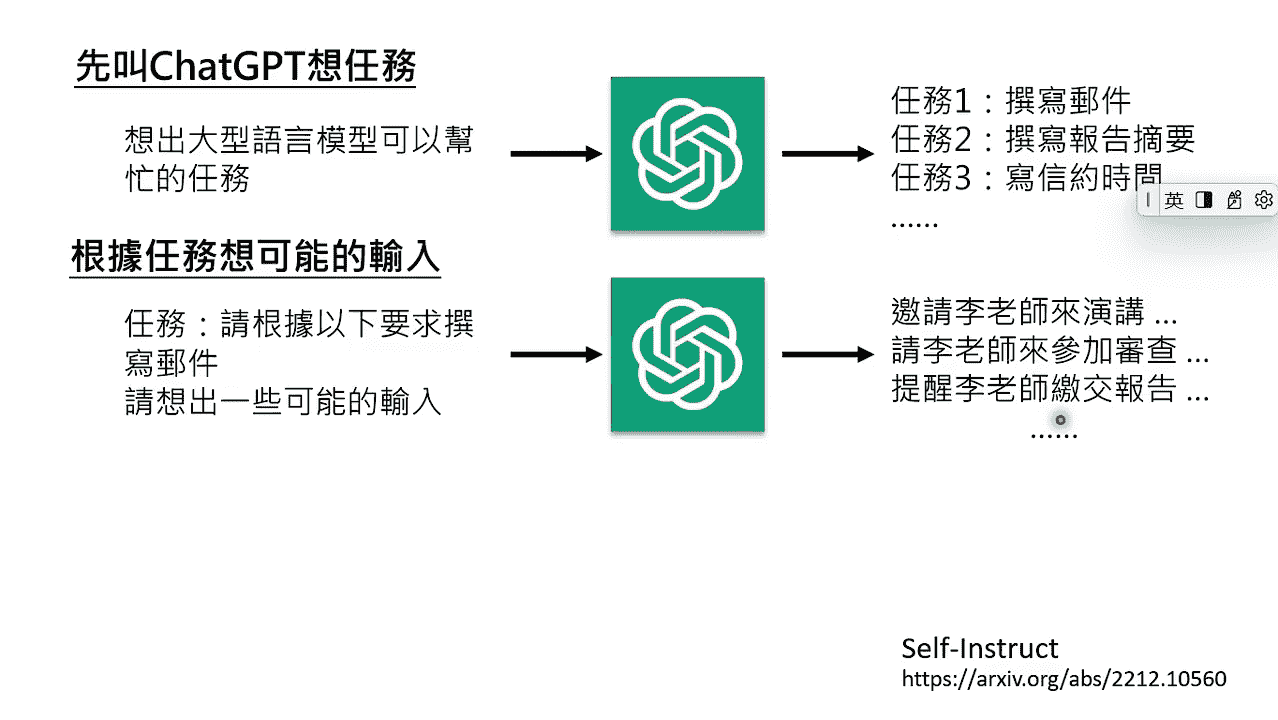 先叫ChatGPT想任務
想出大型語言模型可以幫
忙的任務
任務1：撰寫郵件
任務2：撰寫報告摘要
任務3：寫信約時間
......
英
根據任務想可能的輸入
任務：請根據以下要求撰
寫郵件
請想出一些可能的輸入
邀請李老師來演講 ...
請李老師來參加審查 ...
提醒李老師繳交報告 ...
......
Self-Instruct
https://arxiv.org/abs/2212.10560